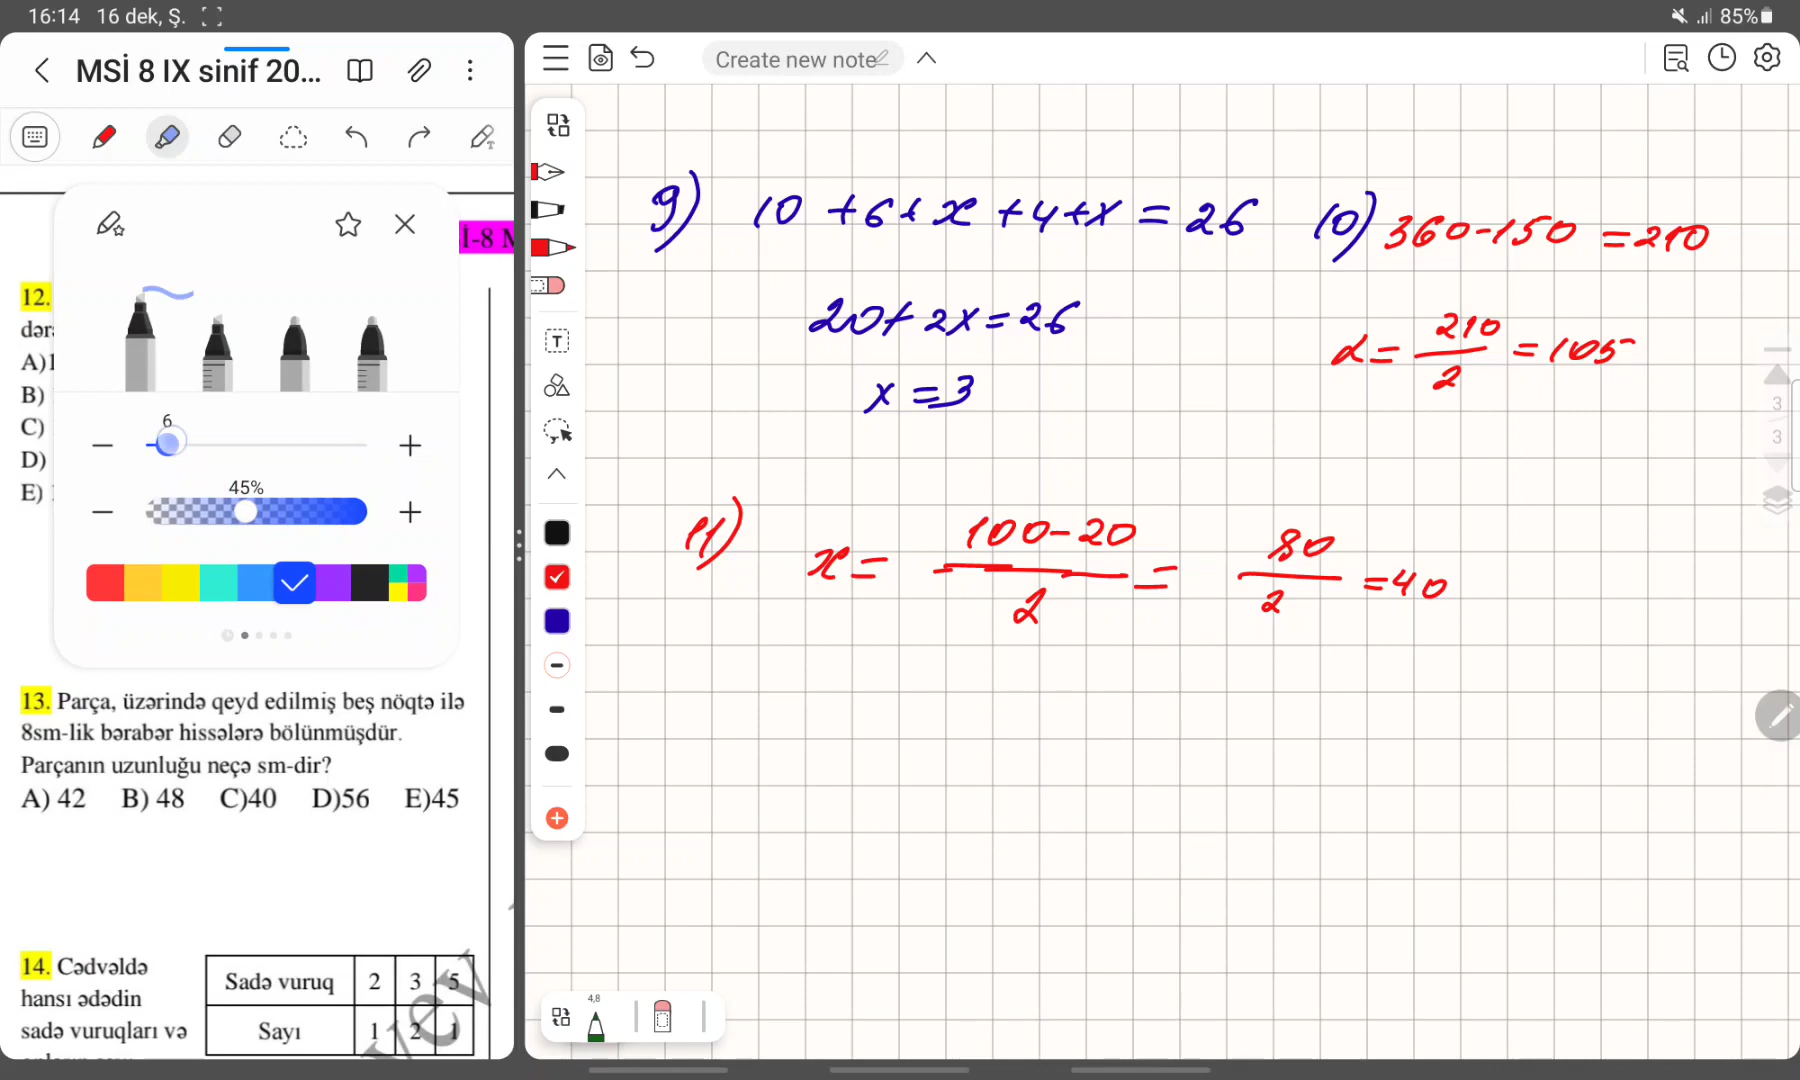 16:14 16 dek, Ş.
85%
MSİ 8 IX sinif 20...
Create new note
İ-8 M
12.
dərə
A)
B)
C)
D)
E)
6
45%
13. Parça, üzərində qeyd edilmiş beş nöqtə ilə
8sm-lik bərabər hissələrə bölünmüşdür.
Parçanın uzunluğu neçə sm-dir?
A) 42 B) 48 C)40 D)56 E)45
14. Cədvəldə
hansı ədədin
sadə vuruqları və
Sadə vuruq 2 3 5
Sayı 1 2 1
T
9) 10 + 6 + x + 4 + x = 26
20 + 2x = 26
x = 3
10) 360 - 150 = 210
α = 210/2 = 105
11) x = 100-20/2 = 80/2 = 40
3
3
4,8